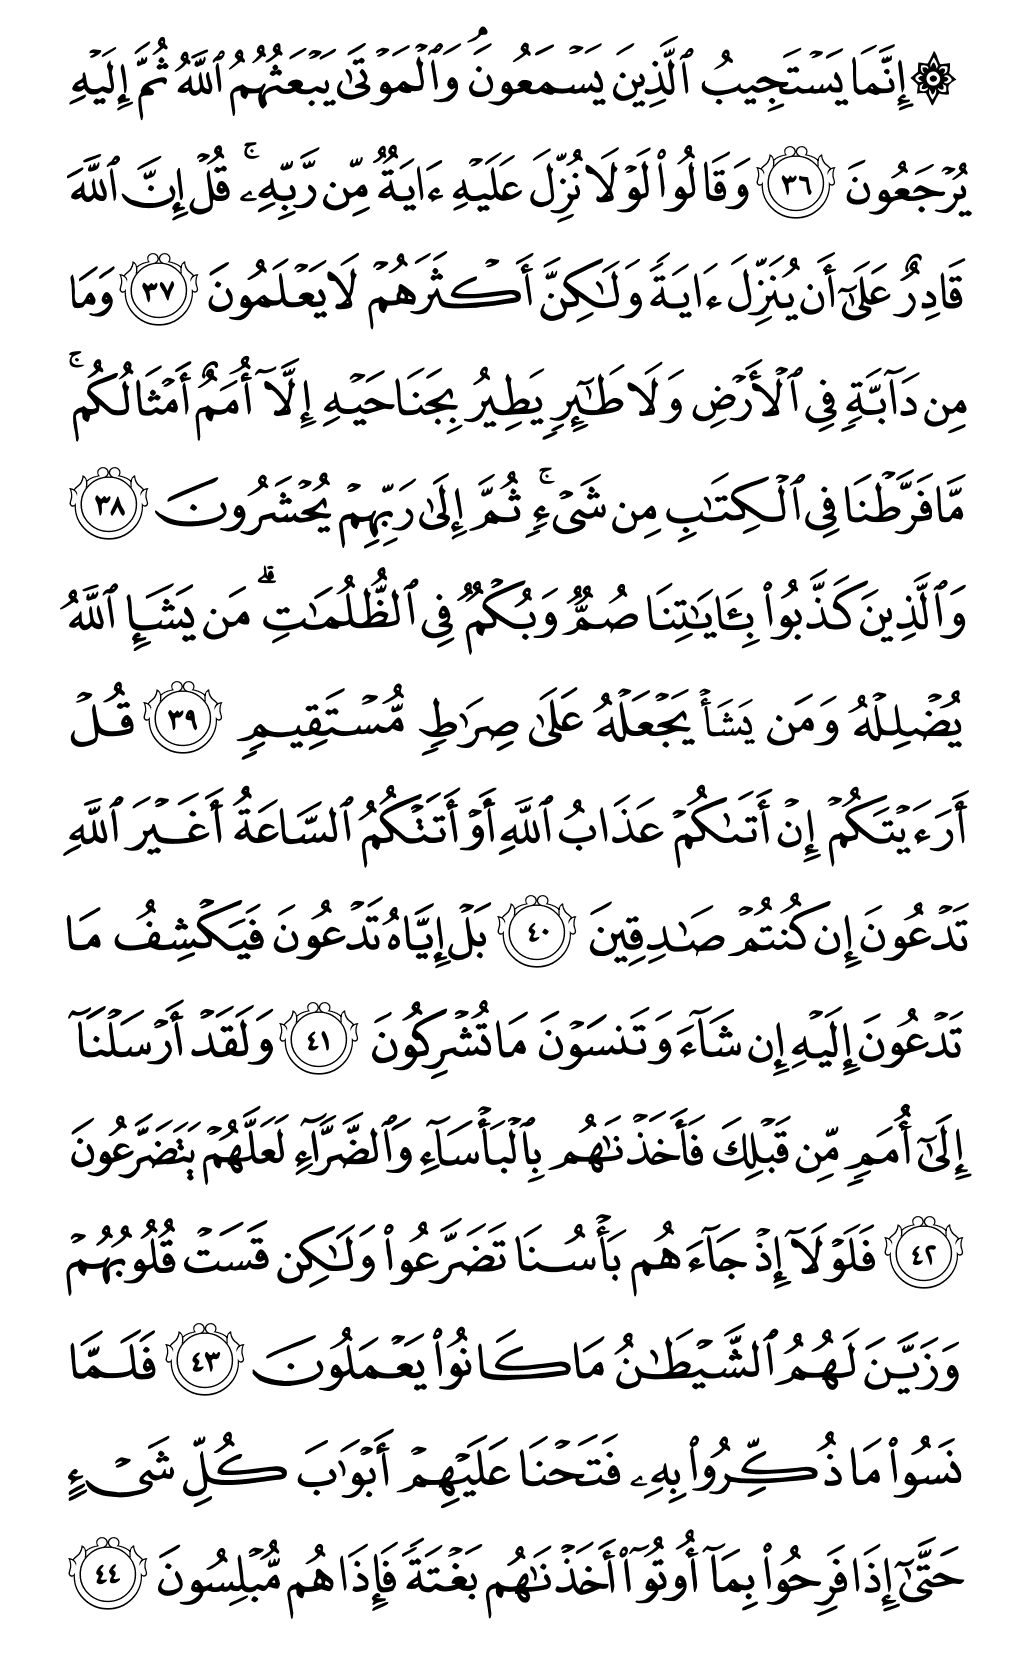 ۞ إِنَّمَا يَسْتَجِيبُ ٱلَّذِينَ يَسْمَعُونَۘ وَٱلْمَوْتَىٰ يَبْعَثُهُمُ ٱللَّهُ ثُمَّ إِلَيْهِ
يُرْجَعُونَ ٣٦ وَقَالُوا۟ لَوْلَا نُزِّلَ عَلَيْهِ ءَايَةٌ مِّن رَّبِّهِۦۚ قُلْ إِنَّ ٱللَّهَ
قَادِرٌ عَلَىٰٓ أَن يُنَزِّلَ ءَايَةً وَلَـٰكِنَّ أَكْثَرَهُمْ لَا يَعْلَمُونَ ٣٧ وَمَا
مِن دَآبَّةٍ فِى ٱلْأَرْضِ وَلَا طَـٰٓئِرٍ يَطِيرُ بِجَنَاحَيْهِ إِلَّآ أُمَمٌ أَمْثَالُكُمۚ
مَّا فَرَّطْنَا فِى ٱلْكِتَـٰبِ مِن شَىْءٍۚ ثُمَّ إِلَىٰ رَبِّهِمْ يُحْشَرُونَ ٣٨
وَٱلَّذِينَ كَذَّبُوا۟ بِـَٔايَـٰتِنَا صُمٌّ وَبُكْمٌ فِى ٱلظُّلُمَـٰتِۗ مَن يَشَإِ ٱللَّهُ
يُضْلِلْهُ وَمَن يَشَأْ يَجْعَلْهُ عَلَىٰ صِرَٰطٍ مُّسْتَقِيمٍ ٣٩ قُلْ
أَرَءَيْتَكُمْ إِنْ أَتَىٰكُمْ عَذَابُ ٱللَّهِ أَوْ أَتَتْكُمُ ٱلسَّاعَةُ أَغَيْرَ ٱللَّهِ
تَدْعُونَ إِن كُنتُمْ صَـٰدِقِينَ ٤٠ بَلْ إِيَّاهُ تَدْعُونَ فَيَكْشِفُ مَا
تَدْعُونَ إِلَيْهِ إِن شَآءَ وَتَنسَوْنَ مَا تُشْرِكُونَ ٤١ وَلَقَدْ أَرْسَلْنَآ
إِلَىٰٓ أُمَمٍ مِّن قَبْلِكَ فَأَخَذْنَـٰهُم بِٱلْبَأْسَآءِ وَٱلضَّرَّآءِ لَعَلَّهُمْ يَتَضَرَّعُونَ
٤٢ فَلَوْلَآ إِذْ جَآءَهُم بَأْسُنَا تَضَرَّعُوا۟ وَلَـٰكِن قَسَتْ قُلُوبُهُمْ
وَزَيَّنَ لَهُمُ ٱلشَّيْطَـٰنُ مَا كَانُوا۟ يَعْمَلُونَ ٤٣ فَلَمَّا
نَسُوا۟ مَا ذُكِّرُوا۟ بِهِۦ فَتَحْنَا عَلَيْهِمْ أَبْوَٰبَ كُلِّ شَىْءٍ
حَتَّىٰٓ إِذَا فَرِحُوا۟ بِمَآ أُوتُوٓا۟ أَخَذْنَـٰهُم بَغْتَةً فَإِذَا هُم مُّبْلِسُونَ ٤٤